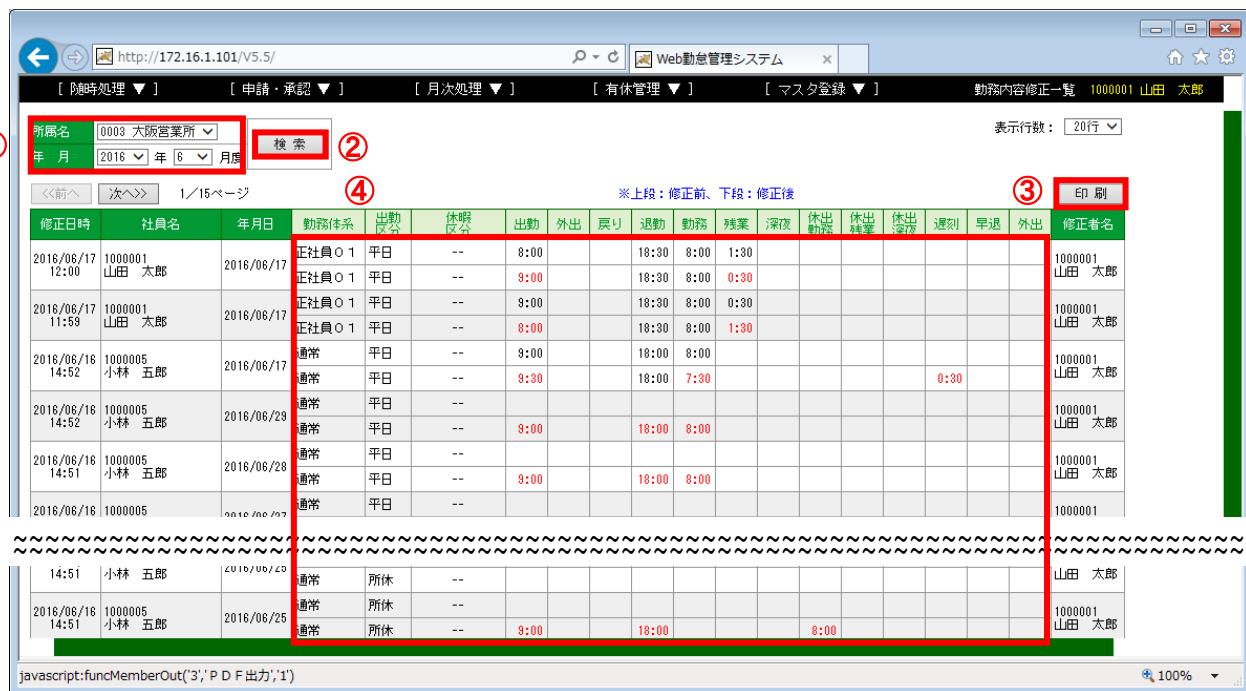 http://172.16.1.101/V5.5/
Web勤怠管理システム
[ 随時処理 ▼ ] [ 申請・承認 ▼ ] [ 月次処理 ▼ ] [ 有休管理 ▼ ] [ マスタ登録 ▼ ] 勤務内容修正一覧 1000001 山田 太郎
所属名 0003 大阪営業所
年 月 2016 年 6 月度
検 索 ②
表示行数： 20行
<<前へ 次へ>> 1／15ページ ④ ※上段：修正前、下段：修正後 ③ 印 刷
修正日時 社員名 年月日 勤務体系 出勤区分 休暇区分 出勤 外出 戻り 退勤 勤務 残業 深夜 休出勤務 休出残業 休出深夜 遅刻 早退 外出 修正者名
2016/06/17 12:00 1000001 山田 太郎 2016/06/17 正社員０１ 平日 -- 8:00 18:30 8:00 1:30 1000001 山田 太郎
正社員０１ 平日 -- 9:00 18:30 8:00 0:30
2016/06/17 11:59 1000001 山田 太郎 2016/06/17 正社員０１ 平日 -- 9:00 18:30 8:00 0:30 1000001 山田 太郎
正社員０１ 平日 -- 8:00 18:30 8:00 1:30
2016/06/16 14:52 1000005 小林 五郎 2016/06/17 通常 平日 -- 9:00 18:00 8:00 1000001 山田 太郎
通常 平日 -- 9:30 18:00 7:30 0:30
2016/06/16 14:52 1000005 小林 五郎 2016/06/29 通常 平日 -- 1000001 山田 太郎
通常 平日 -- 9:00 18:00 8:00
2016/06/16 14:51 1000005 小林 五郎 2016/06/28 通常 平日 -- 1000001 山田 太郎
通常 平日 -- 9:00 18:00 8:00
2016/06/16 1000005 通常 平日 -- 1000001
14:51 小林 五郎 通常 所休 -- 山田 太郎
2016/06/16 14:51 1000005 小林 五郎 2016/06/25 通常 所休 -- 1000001 山田 太郎
通常 所休 -- 9:00 18:00 8:00
javascript:funcMemberOut('3','ＰＤＦ出力','1')
100%